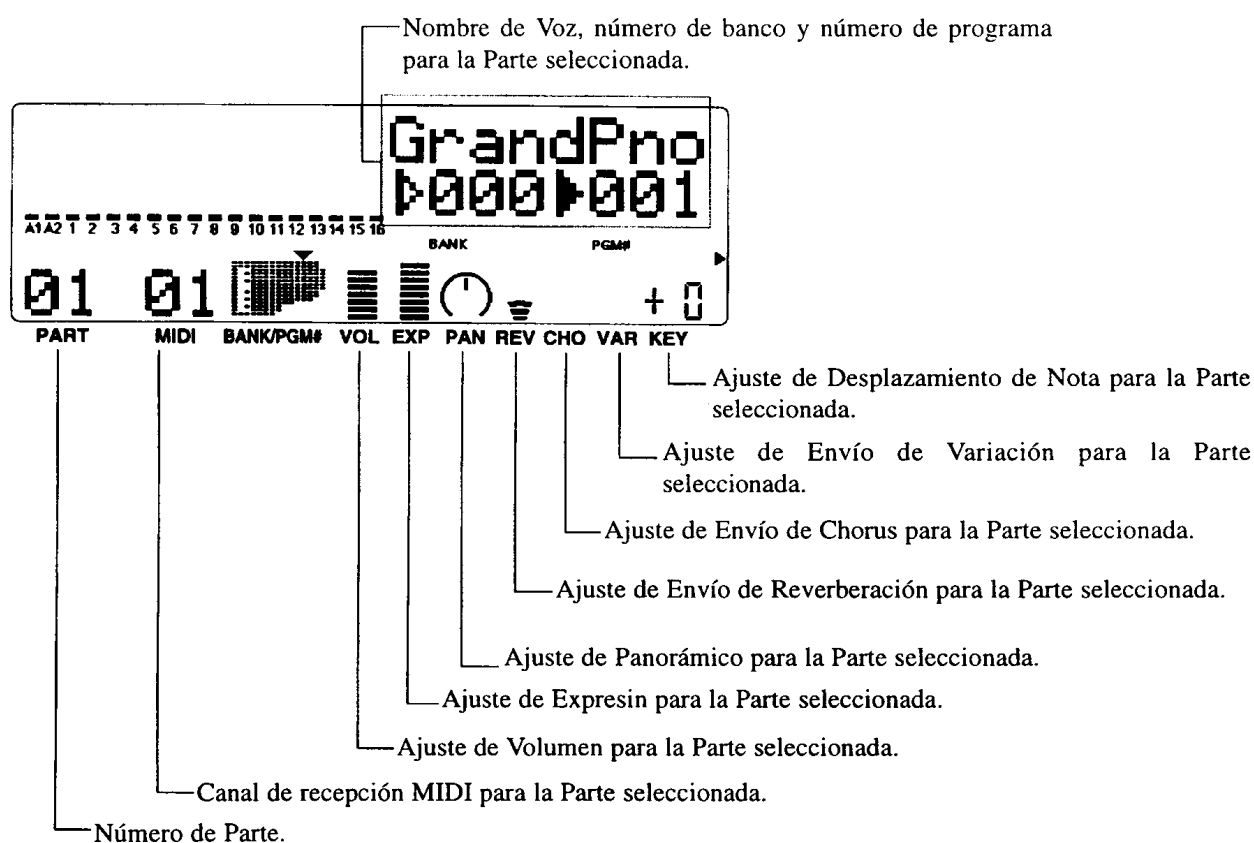 Nombre de Voz, número de banco y número de programa
para la Parte seleccionada.
GrandPno
000 001
A1 A2 1 2 3 4 5 6 7 8 9 10 11 12 13 14 15 16
BANK PGM#
01 01 + 0
PART MIDI BANK/PGM# VOL EXP PAN REV CHO VAR KEY
Ajuste de Desplazamiento de Nota para la Parte
seleccionada.
Ajuste de Envío de Variación para la Parte
seleccionada.
Ajuste de Envío de Chorus para la Parte seleccionada.
Ajuste de Envío de Reverberación para la Parte seleccionada.
Ajuste de Panorámico para la Parte seleccionada.
Ajuste de Expresin para la Parte seleccionada.
Ajuste de Volumen para la Parte seleccionada.
Canal de recepción MIDI para la Parte seleccionada.
Número de Parte.